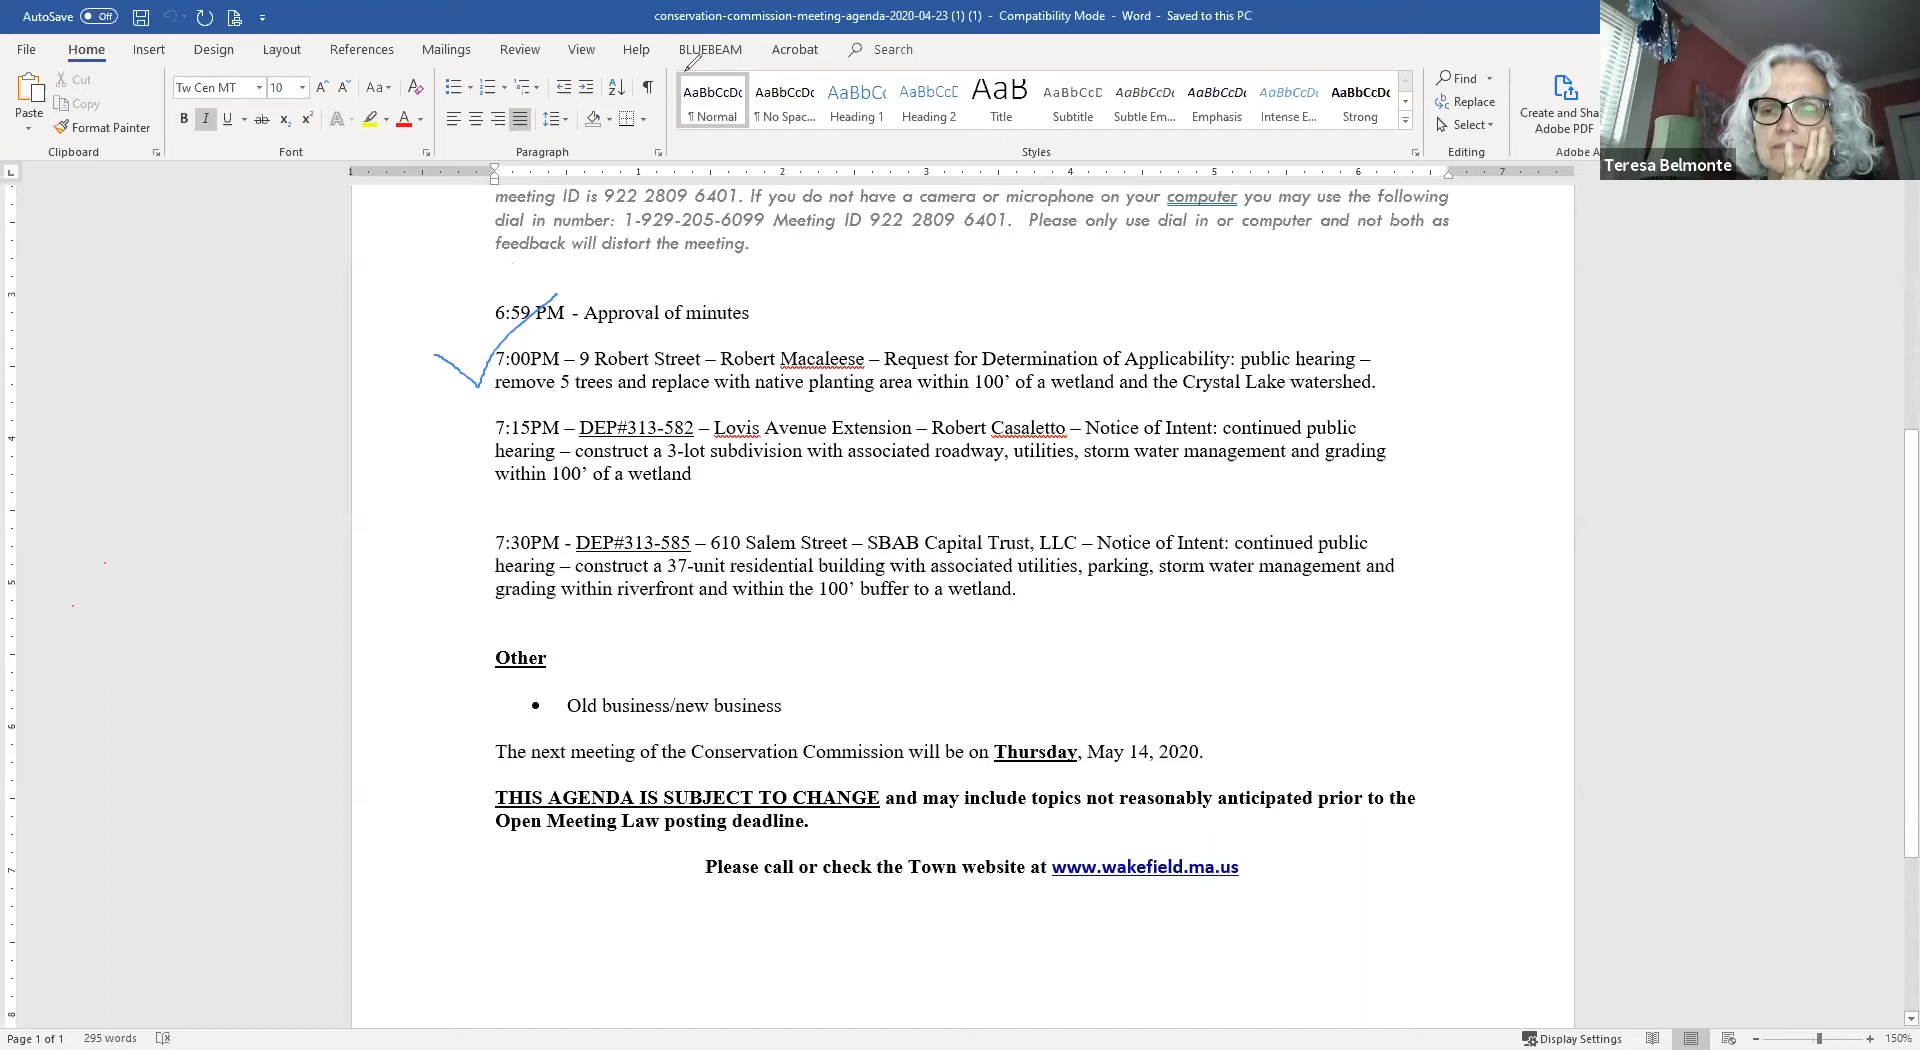 AutoSave Off
conservation-commission-meeting-agenda-2020-04-23 (1) (1) - Compatibility Mode - Word - Saved to this PC
File Home Insert Design Layout References Mailings Review View Help BLUEBEAM Acrobat Search
Paste
Cut
Copy
Format Painter
Clipboard
Tw Cen MT 10
Font
Paragraph
AaBbCcDc AaBbCcDc AaBbCc AaBbCcD AaB AaBbCcD AaBbCcDc AaBbCcDc AaBbCcDc AaBbCcDc
¶ Normal ¶ No Spac... Heading 1 Heading 2 Title Subtitle Subtle Em... Emphasis Intense E... Strong
Styles
Find
Replace
Select
Editing
Create and Sha
Adobe PDF
Adobe A
Teresa Belmonte
1 1 2 3 4 5 6 7
meeting ID is 922 2809 6401. If you do not have a camera or microphone on your computer you may use the following
dial in number: 1-929-205-6099 Meeting ID 922 2809 6401. Please only use dial in or computer and not both as
feedback will distort the meeting.
6:59 PM - Approval of minutes
7:00PM – 9 Robert Street – Robert Macaleese – Request for Determination of Applicability: public hearing –
remove 5 trees and replace with native planting area within 100’ of a wetland and the Crystal Lake watershed.
7:15PM – DEP#313-582 – Lovis Avenue Extension – Robert Casaletto – Notice of Intent: continued public
hearing – construct a 3-lot subdivision with associated roadway, utilities, storm water management and grading
within 100’ of a wetland
7:30PM - DEP#313-585 – 610 Salem Street – SBAB Capital Trust, LLC – Notice of Intent: continued public
hearing – construct a 37-unit residential building with associated utilities, parking, storm water management and
grading within riverfront and within the 100’ buffer to a wetland.
Other
• Old business/new business
The next meeting of the Conservation Commission will be on Thursday, May 14, 2020.
THIS AGENDA IS SUBJECT TO CHANGE and may include topics not reasonably anticipated prior to the
Open Meeting Law posting deadline.
Please call or check the Town website at www.wakefield.ma.us
Page 1 of 1 295 words
Display Settings
150%